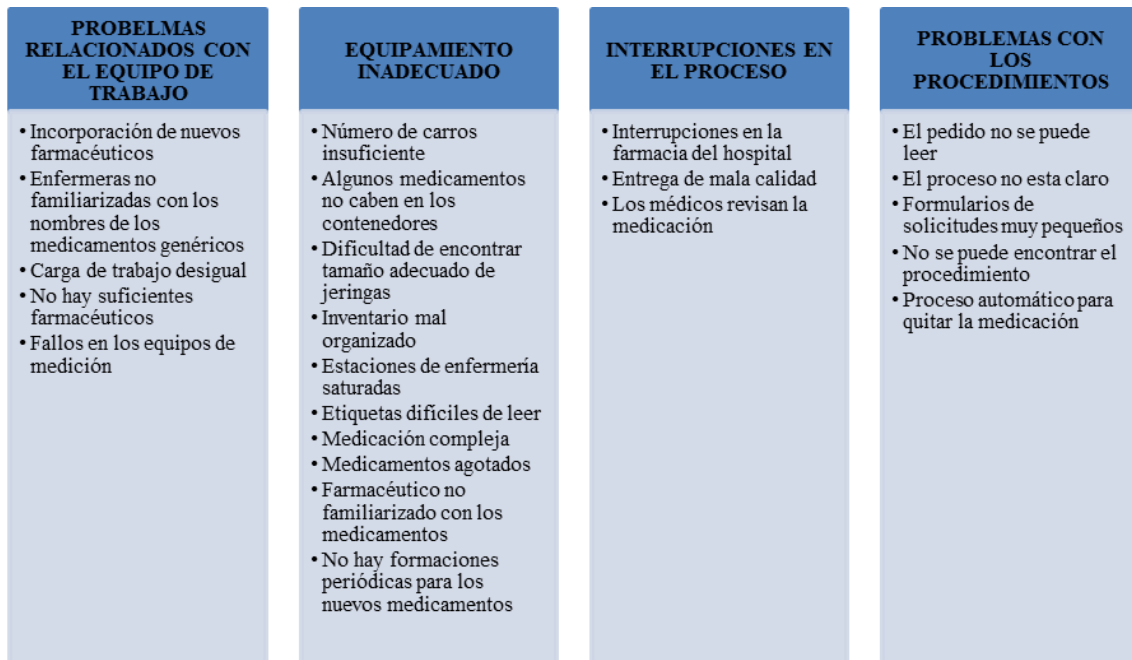 PROBELMAS
RELACIONADOS CON
EL EQUIPO DE
TRABAJO
• Incorporación de nuevos
farmacéuticos
• Enfermeras no
familiarizadas con los
nombres de los
medicamentos genéricos
• Carga de trabajo desigual
• No hay suficientes
farmacéuticos
• Fallos en los equipos de
medición
EQUIPAMIENTO
INADECUADO
• Número de carros
insuficiente
• Algunos medicamentos
no caben en los
contenedores
• Dificultad de encontrar
tamaño adecuado de
jeringas
• Inventario mal
organizado
• Estaciones de enfermería
saturadas
• Etiquetas difíciles de leer
• Medicación compleja
• Medicamentos agotados
• Farmacéutico no
familiarizado con los
medicamentos
• No hay formaciones
periódicas para los
nuevos medicamentos
INTERRUPCIONES EN
EL PROCESO
• Interrupciones en la
farmacia del hospital
• Entrega de mala calidad
• Los médicos revisan la
medicación
PROBLEMAS CON
LOS
PROCEDIMIENTOS
• El pedido no se puede
leer
• El proceso no esta claro
• Formularios de
solicitudes muy pequeños
• No se puede encontrar el
procedimiento
• Proceso automático para
quitar la medicación